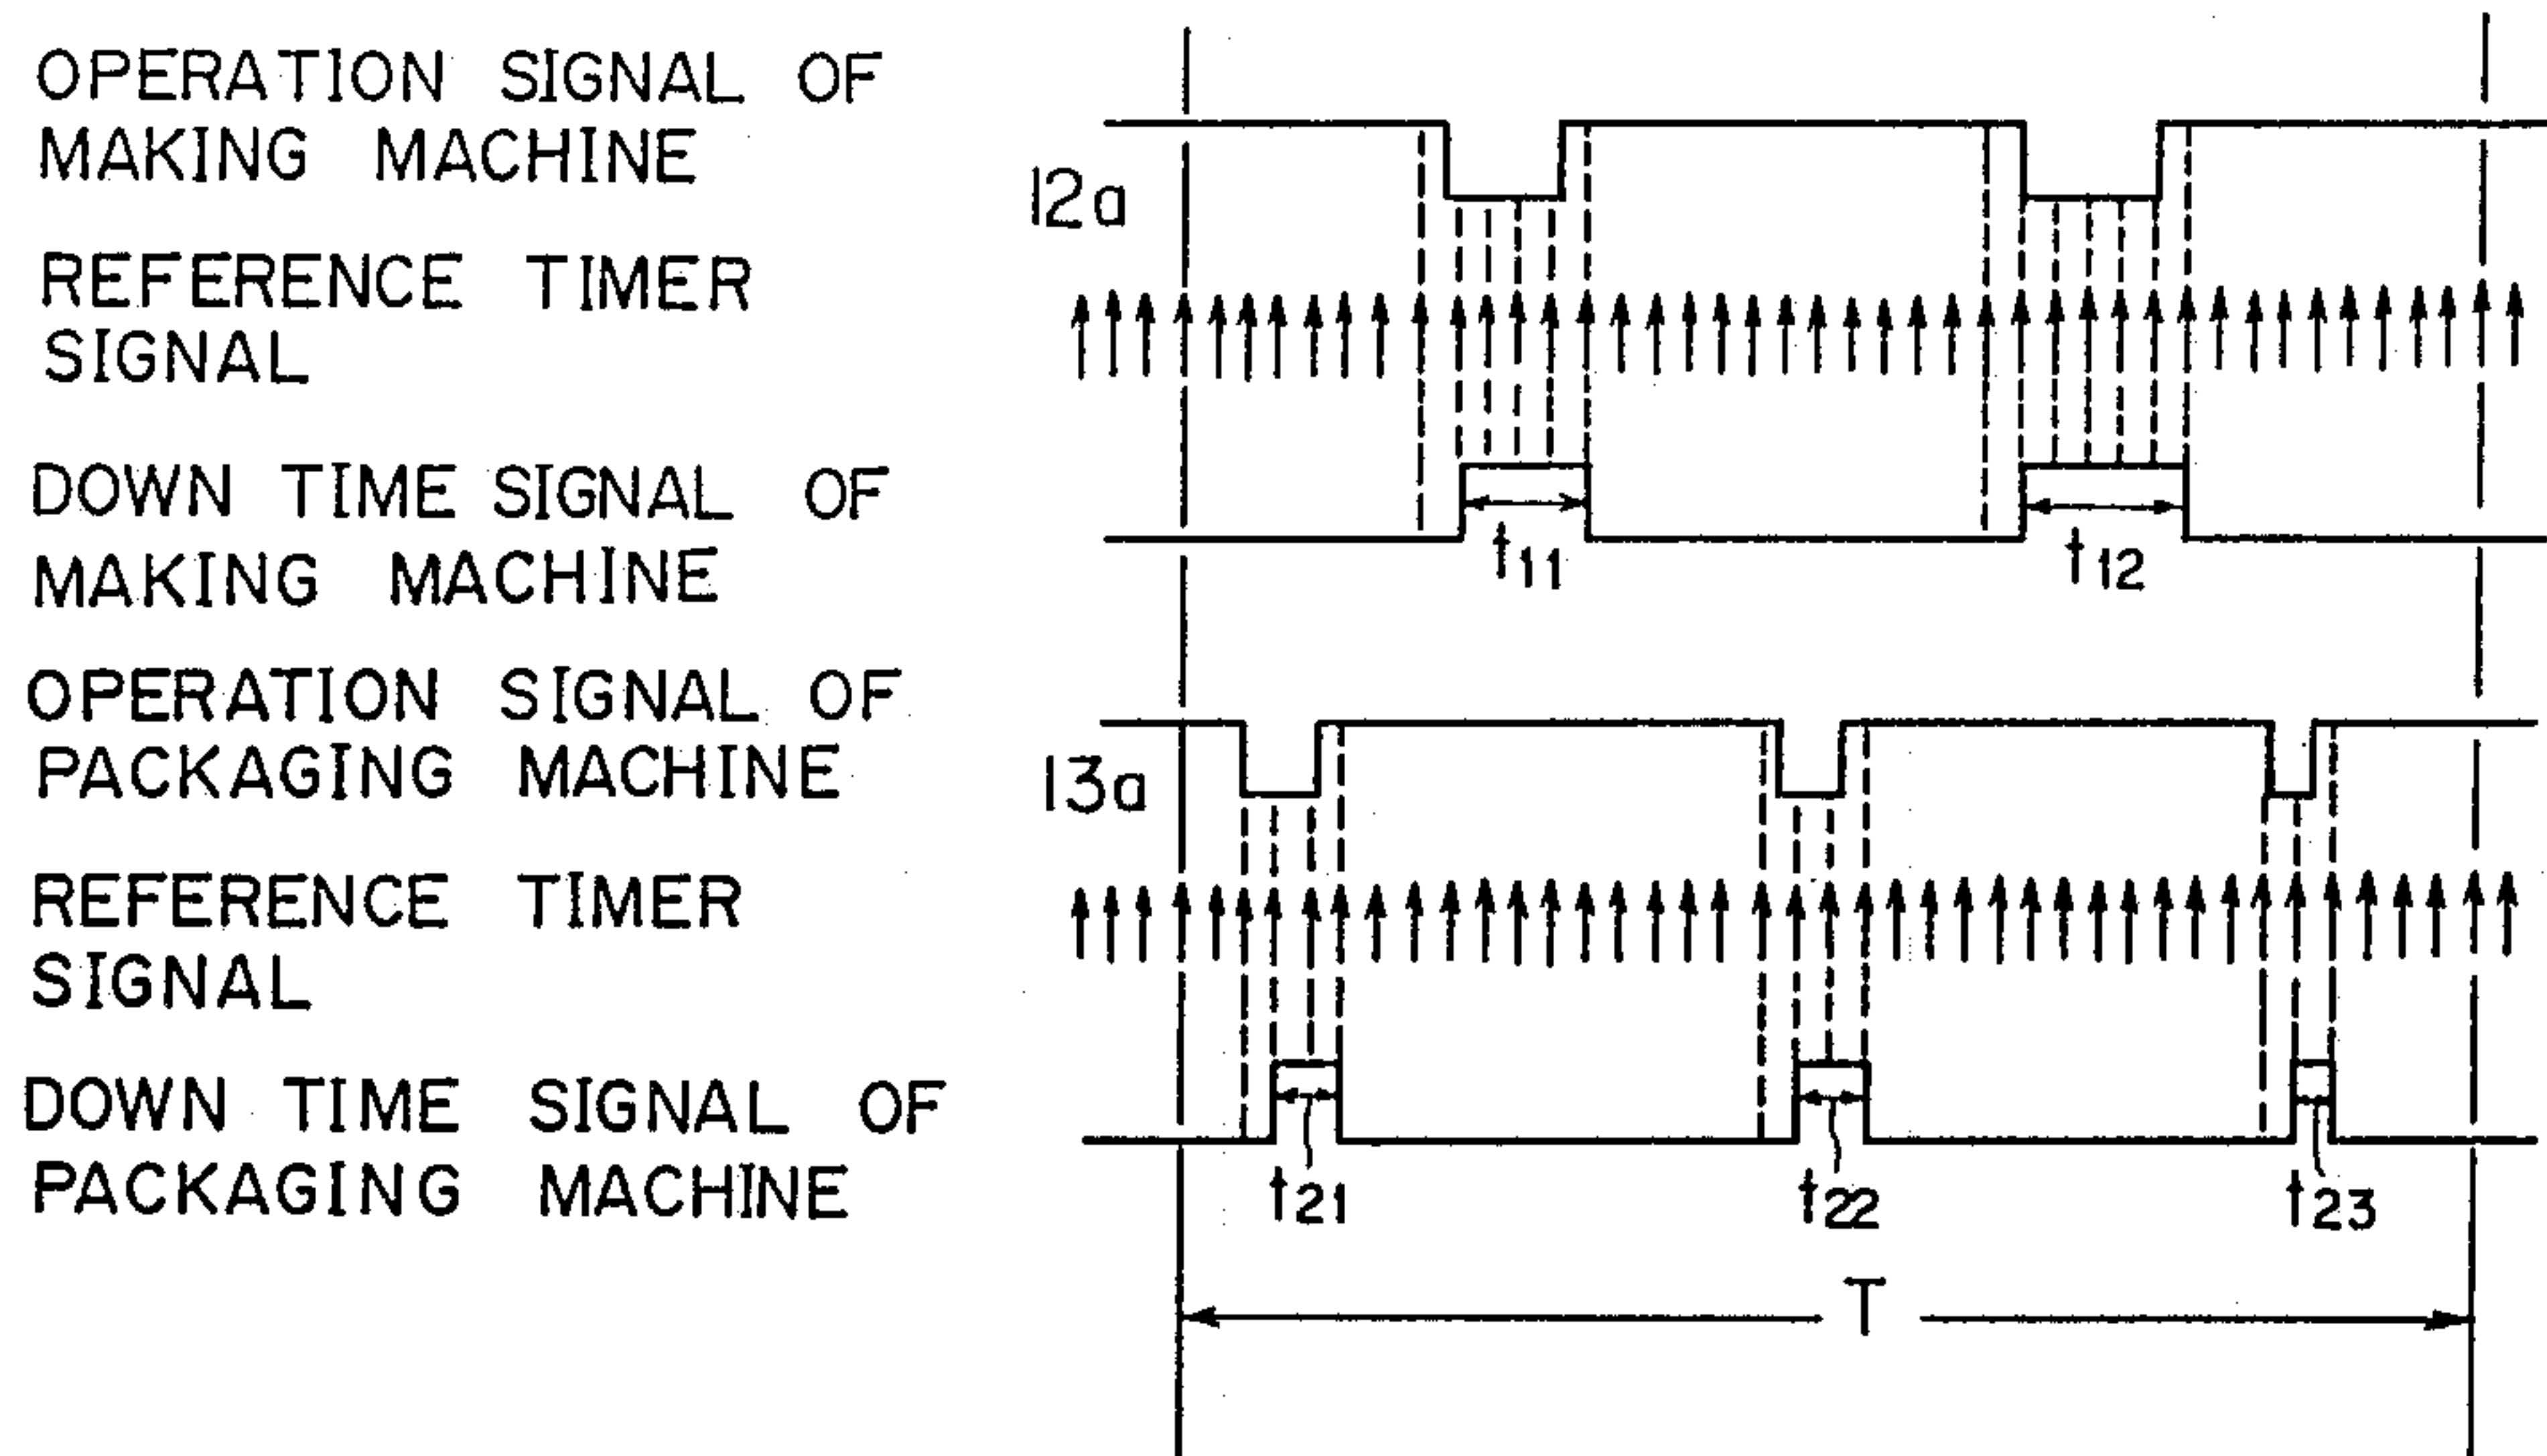 OPERATION SIGNAL OF
MAKING MACHINE
12a
REFERENCE TIMER
SIGNAL
DOWN TIME SIGNAL OF
MAKING MACHINE
t11
t12
OPERATION SIGNAL OF
PACKAGING MACHINE
13a
REFERENCE TIMER
SIGNAL
DOWN TIME SIGNAL OF
PACKAGING MACHINE
t21
t22
t23
T